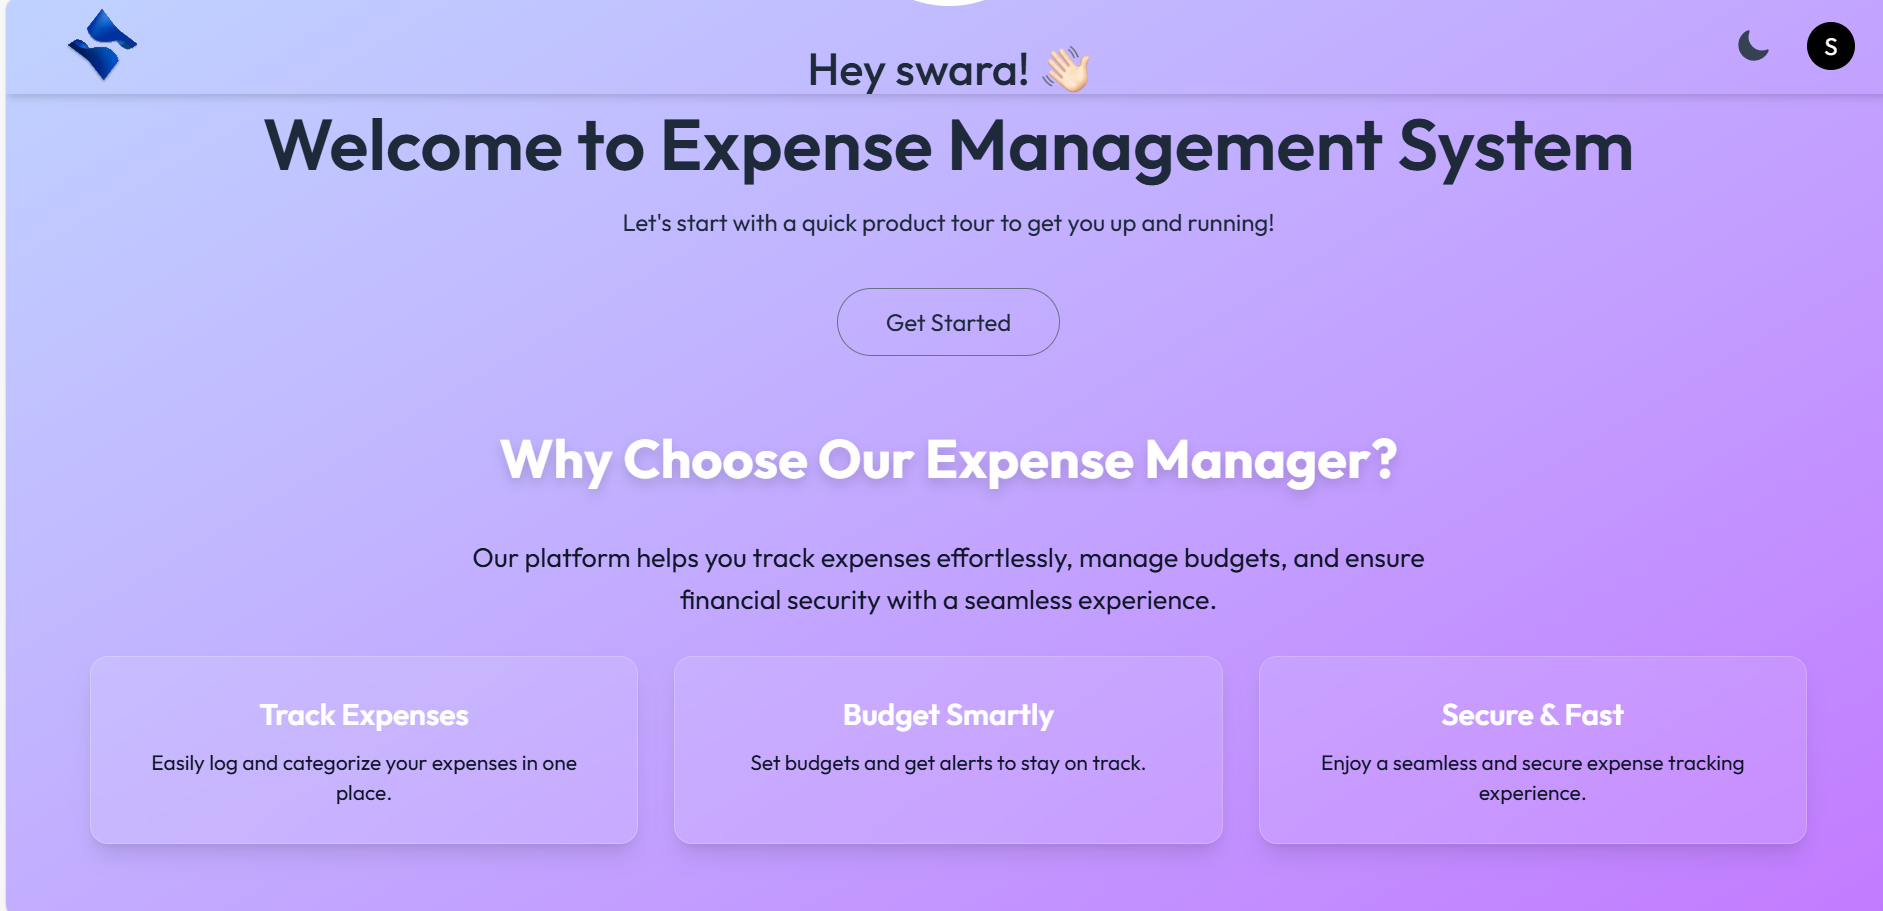 S
Hey swara! 👋🏻
Welcome to Expense Management System
Let's start with a quick product tour to get you up and running!
Get Started
Why Choose Our Expense Manager?
Our platform helps you track expenses effortlessly, manage budgets, and ensure
financial security with a seamless experience.
Track Expenses
Easily log and categorize your expenses in one
place.
Budget Smartly
Set budgets and get alerts to stay on track.
Secure & Fast
Enjoy a seamless and secure expense tracking
experience.